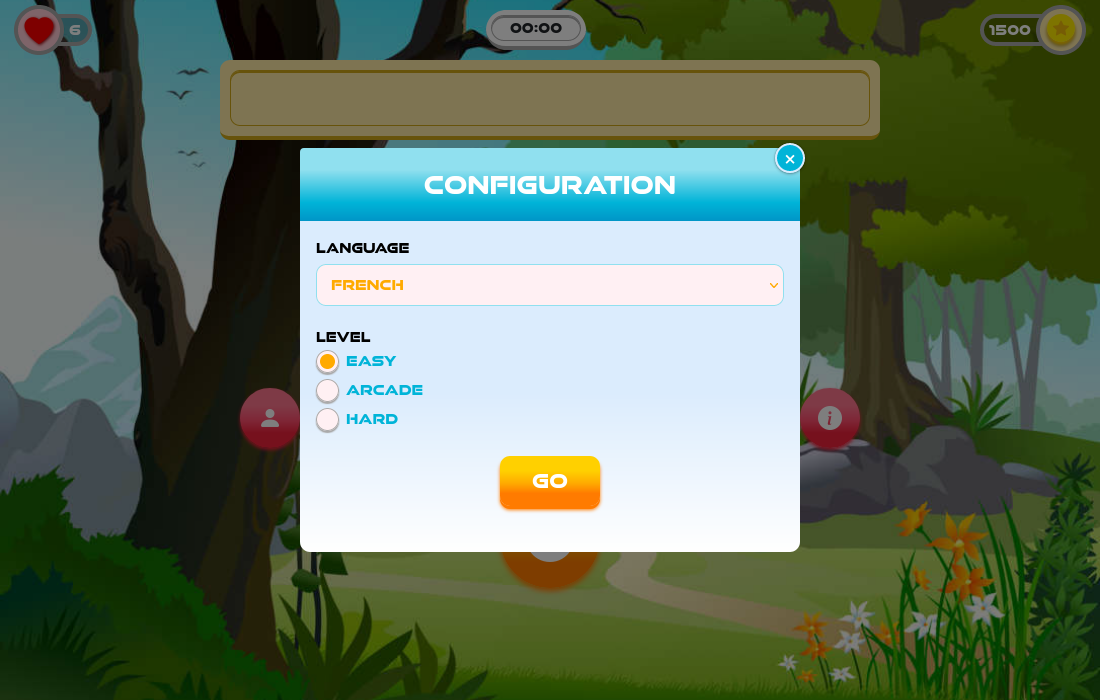 6
00:00
1500
CONFIGURATION
LANGUAGE
FRENCH
LEVEL
EASY
ARCADE
HARD
GO